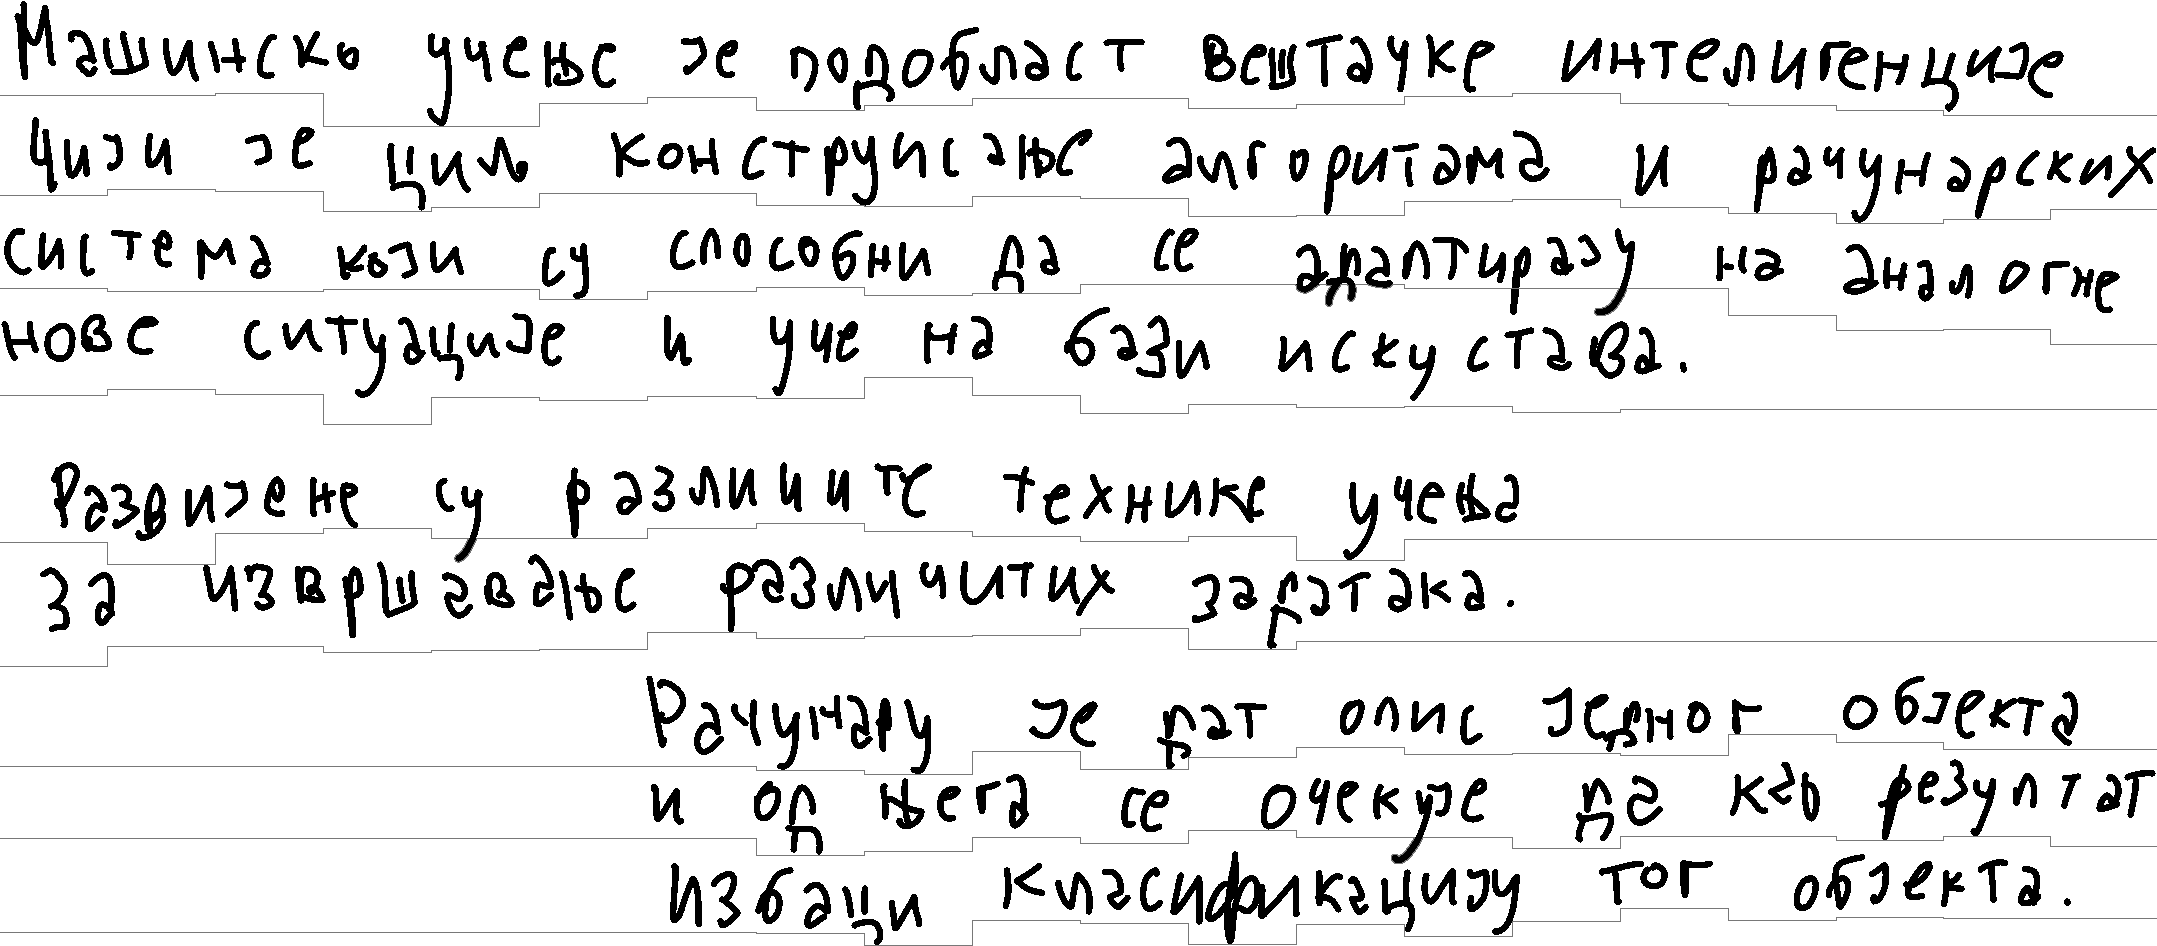 Машинско учење је подобласт вештачке интелигенције
чији је циљ конструисање алгоритама и рачунарских
система који су способни да се адаптирају на аналогне
нове ситуације и уче на бази искустава.
Развијене су различите технике учења
за извршавање различитих задатака.
Рачунару је дат опис једног објекта
и од њега се очекује да као резултат
избаци класификацију тог објекта.